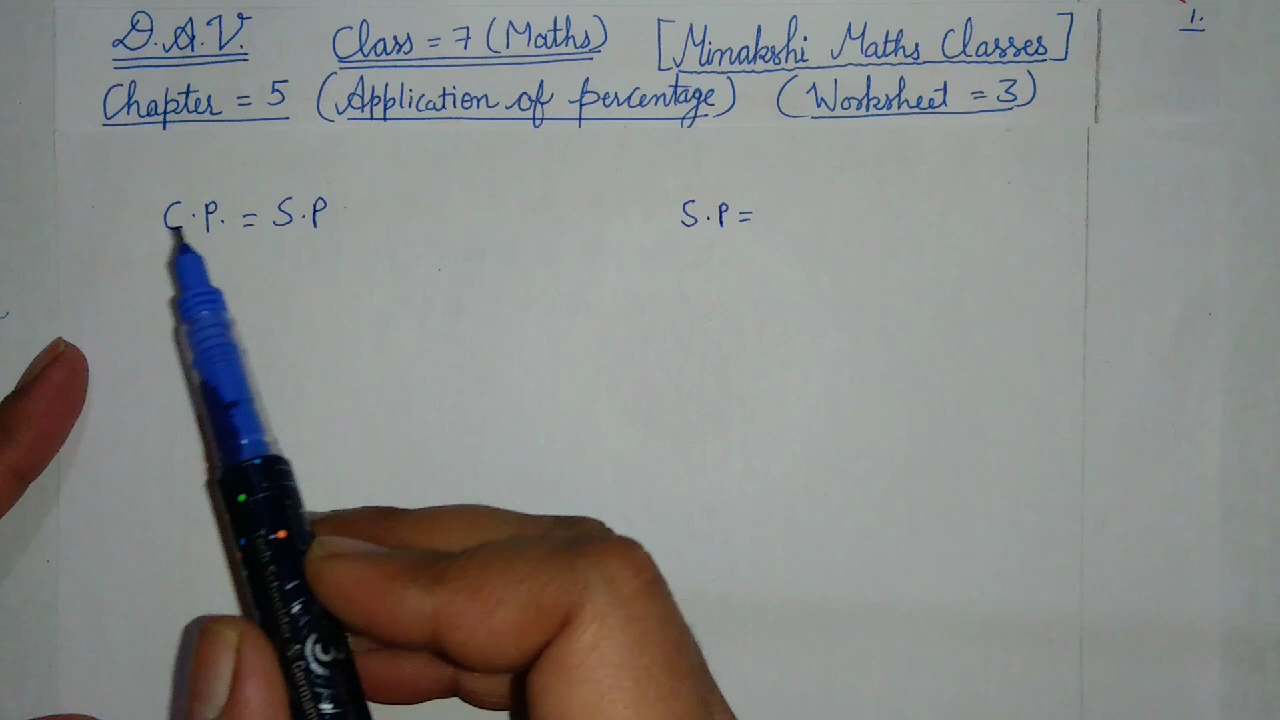 1.
D.A.V. Class = 7 (Maths) [Minakshi Maths Classes]
Chapter = 5 (Application of percentage) (Worksheet = 3)
C.P. = S.P S.P =